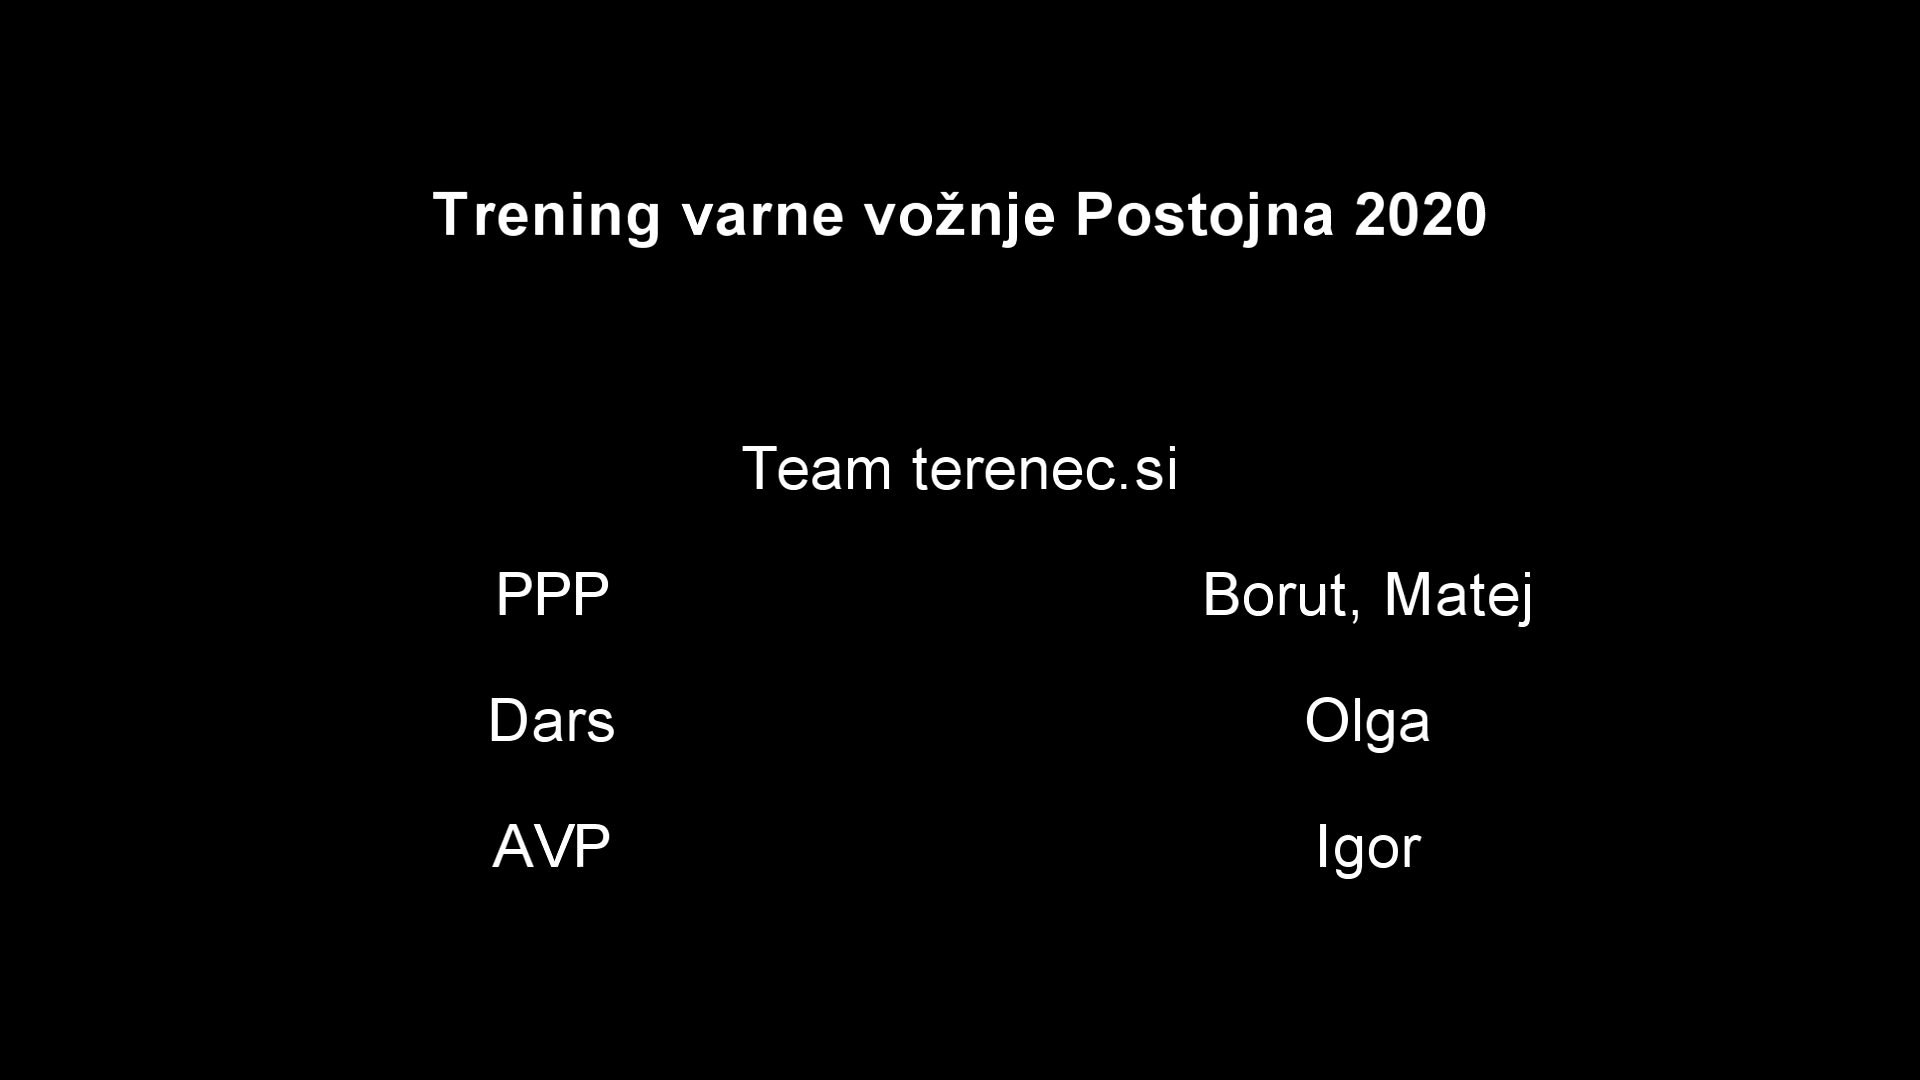 Trening varne vožnje Postojna 2020
Team terenec.si
PPP Borut, Matej
Dars Olga
AVP Igor